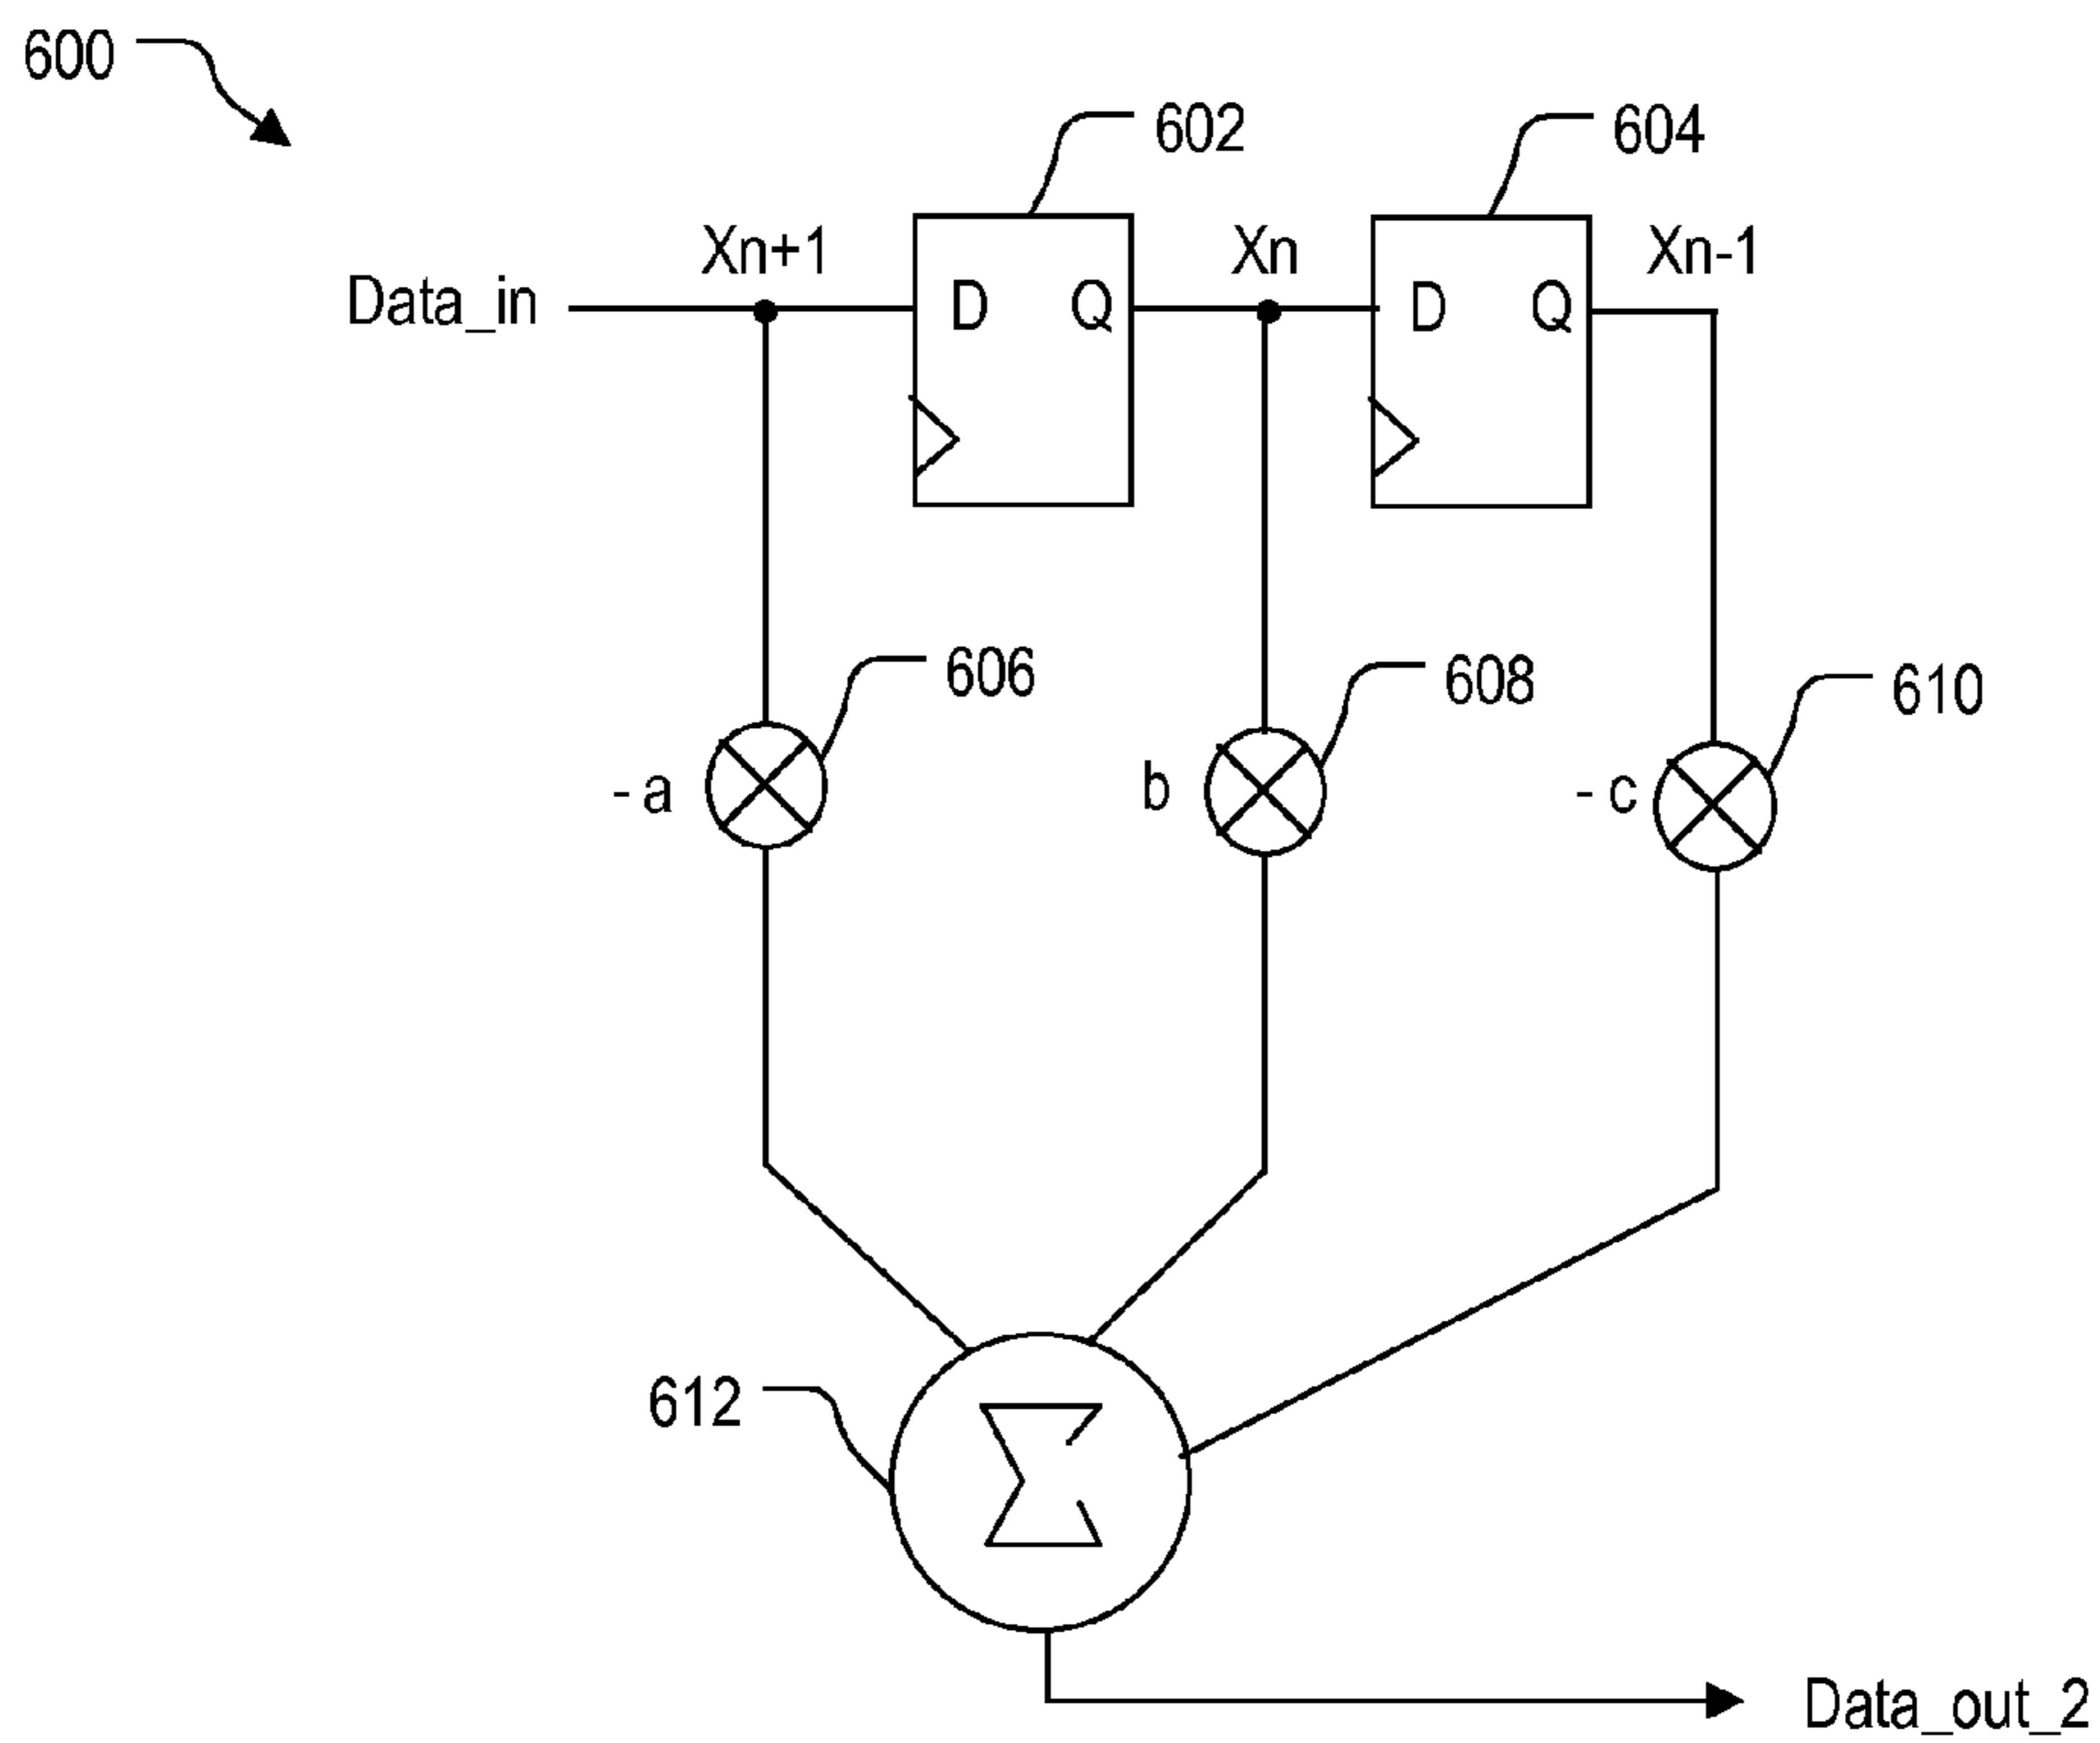 600
602
604
Xn+1
Xn
Xn-1
Data_in
D
Q
D
Q
606
608
610
- a
b
- c
612
Σ
Data_out_2